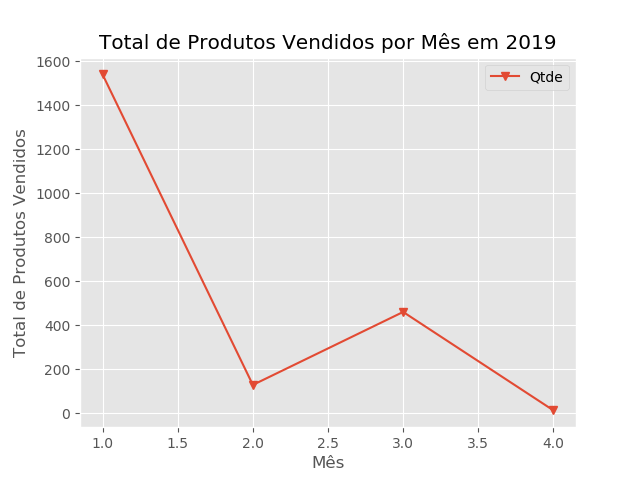 Total de Produtos Vendidos por Mês em 2019
Qtde
Total de Produtos Vendidos
1600
1400
1200
1000
800
600
400
200
0
1.0 1.5 2.0 2.5 3.0 3.5 4.0
Mês